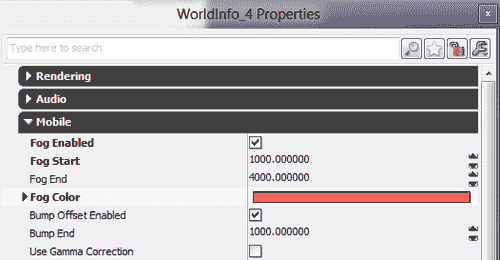 WorldInfo_4 Properties
x
Type here to search
Rendering
Audio
Mobile
Fog Enabled
Fog Start 1000.000000
Fog End 4000.000000
Fog Color
Bump Offset Enabled
Bump End 1000.000000
Use Gamma Correction